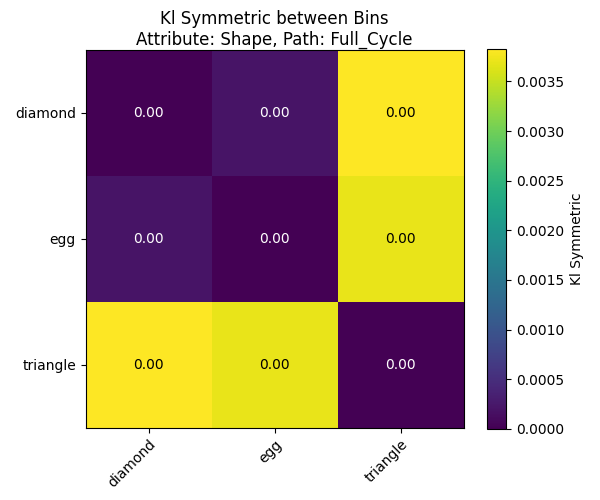 Kl Symmetric between Bins
Attribute: Shape, Path: Full_Cycle
diamond
0.00
0.00
0.00
egg
0.00
0.00
0.00
triangle
0.00
0.00
0.00
diamond
egg
triangle
0.0035
0.0030
0.0025
0.0020
0.0015
0.0010
0.0005
0.0000
Kl Symmetric